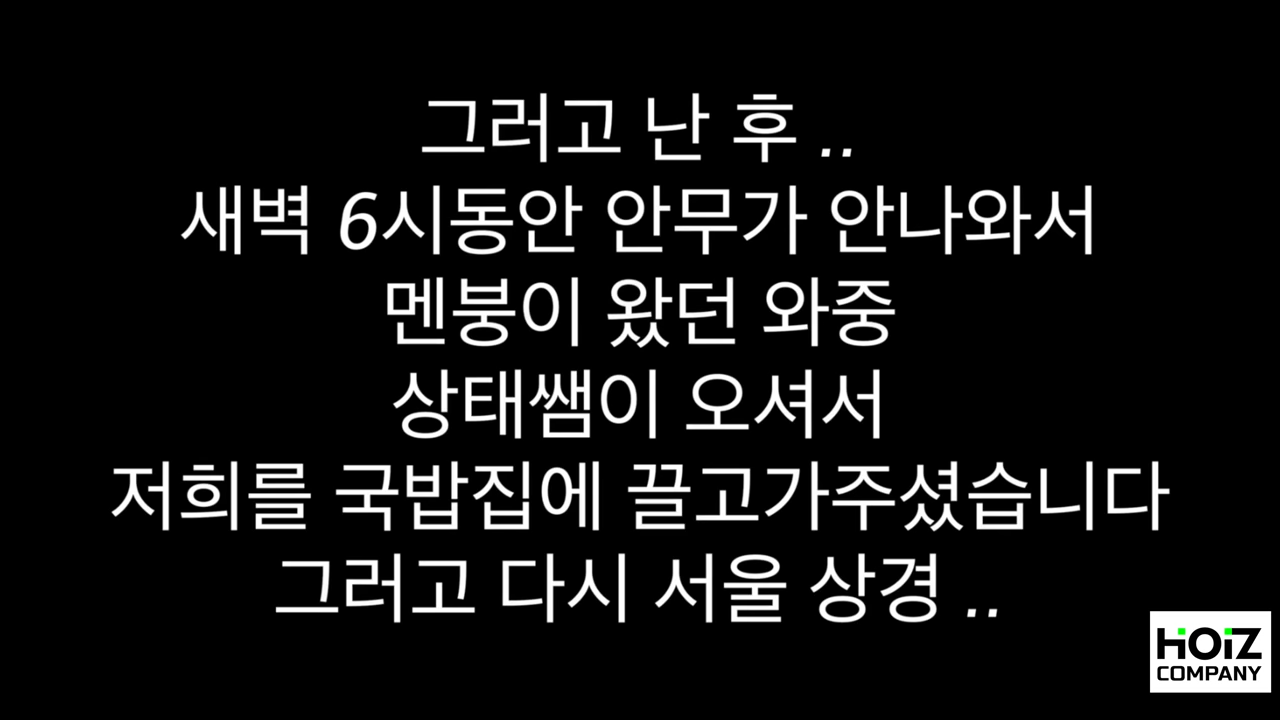 그러고 난 후 ..
새벽 6시동안 안무가 안나와서
멘붕이 왔던 와중
상태쌤이 오셔서
저희를 국밥집에 끌고가주셨습니다
그러고 다시 서울 상경 ..
HOiZ
COMPANY